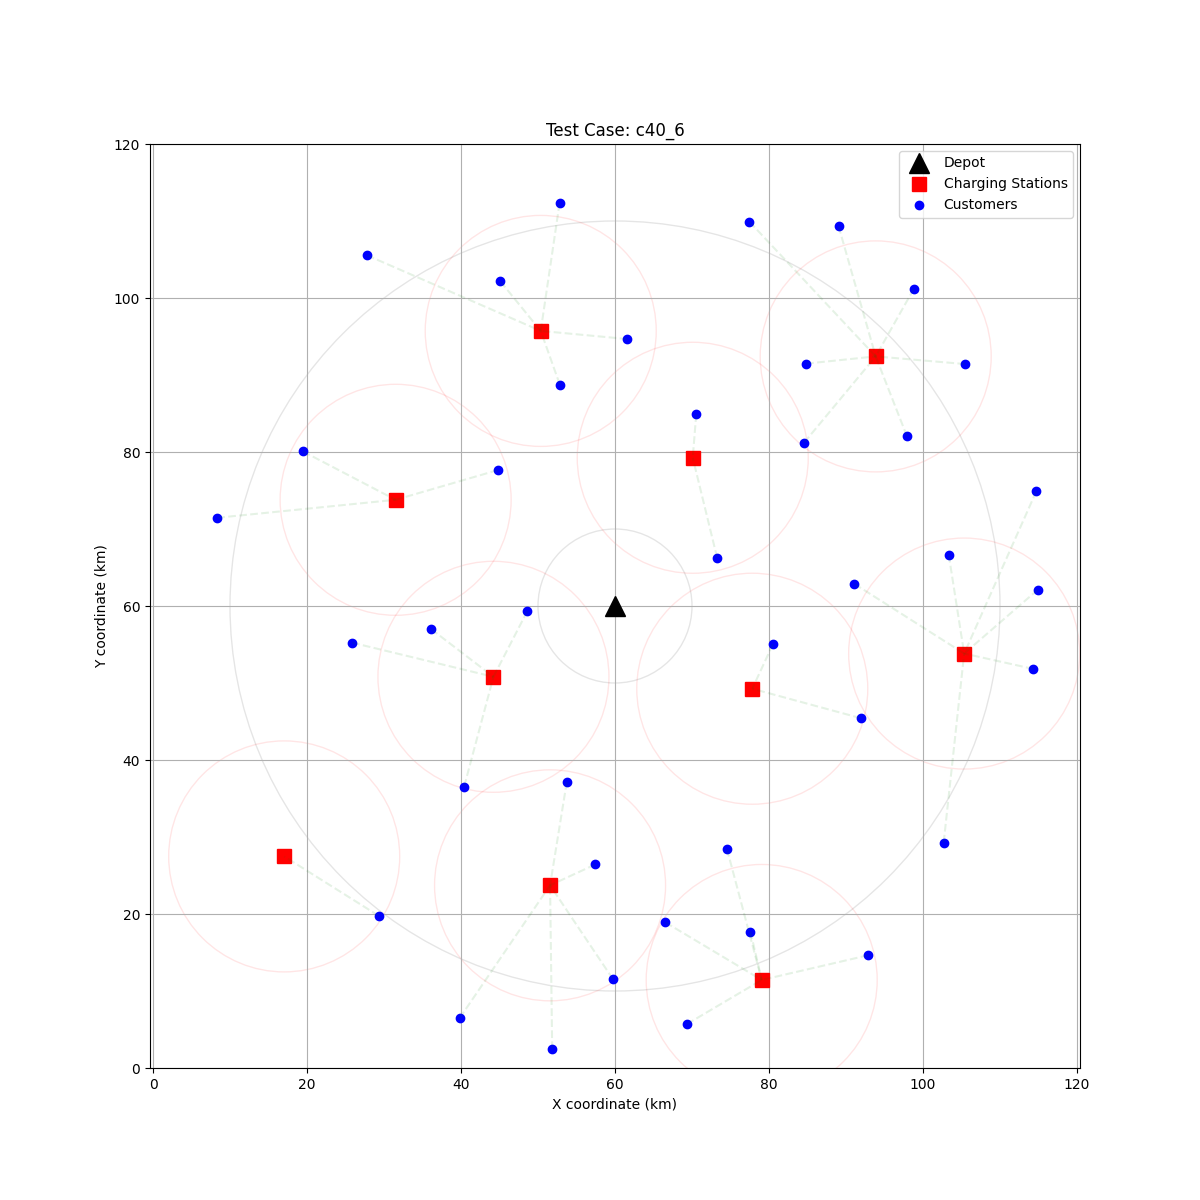 Test Case: c40_6
Depot
Charging Stations
Customers
120
100
80
60
40
20
0
Y coordinate (km)
0 20 40 60 80 100 120
X coordinate (km)